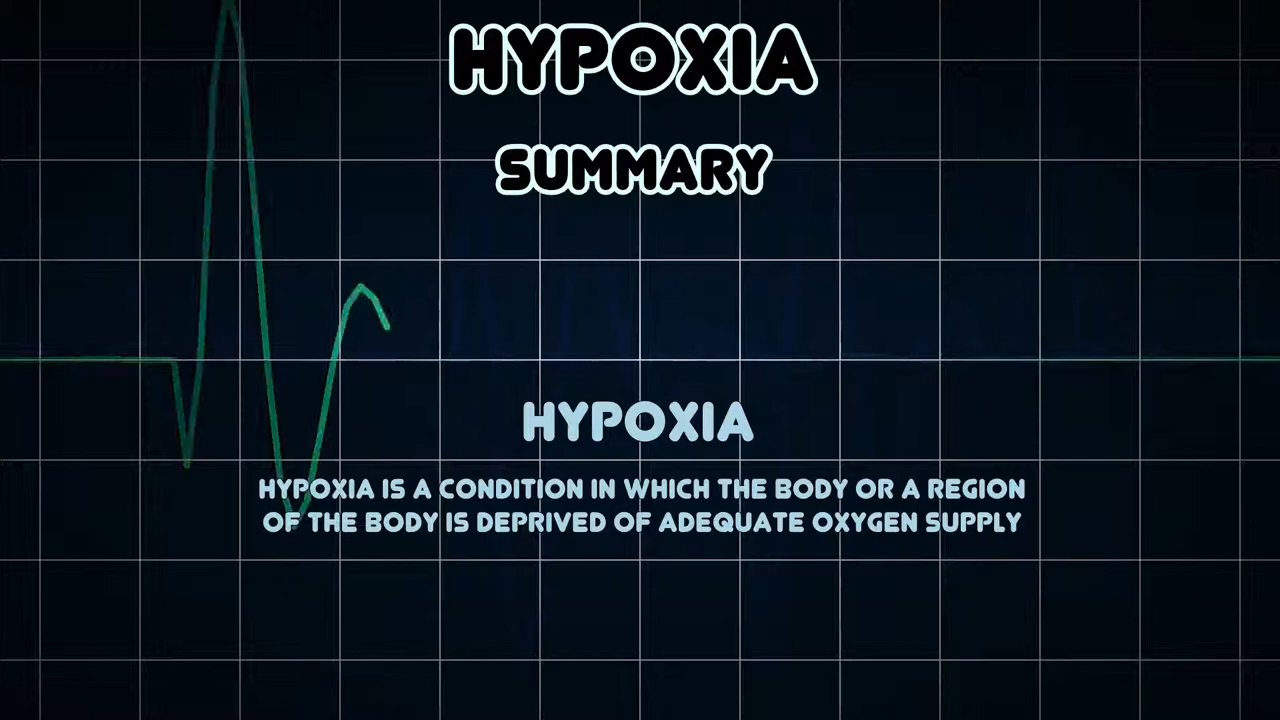 HYPOXIA
SUMMARY
HYPOXIA
HYPOXIA IS A CONDITION IN WHICH THE BODY OR A REGION
OF THE BODY IS DEPRIVED OF ADEQUATE OXYGEN SUPPLY